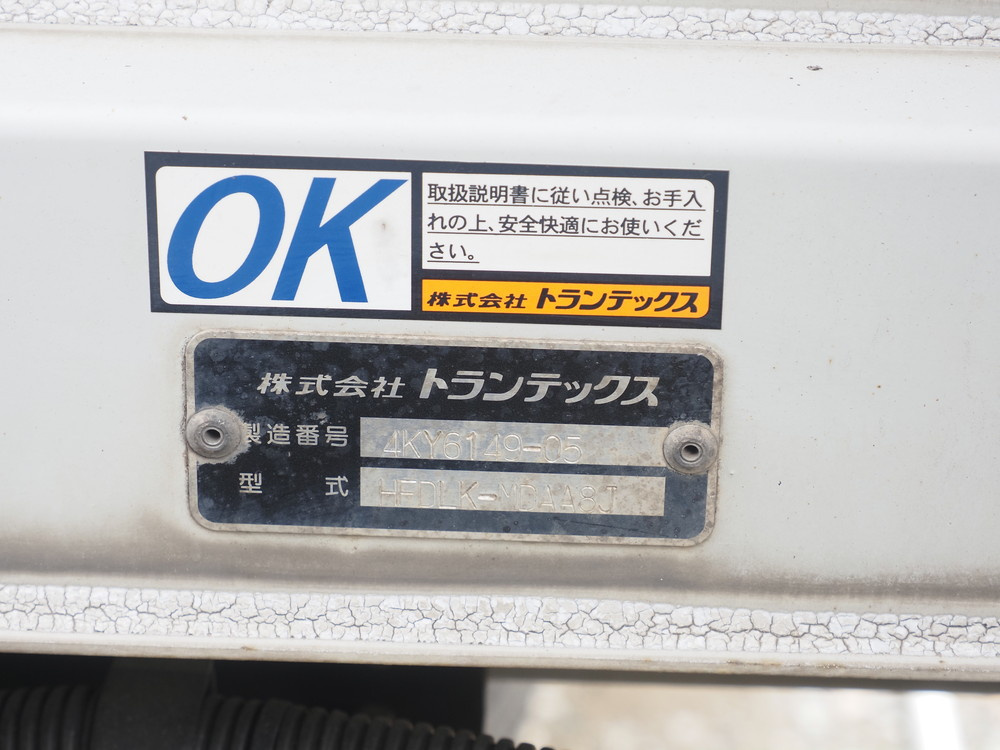 OK
取扱説明書に従い点検、お手入
れの上、安全快適にお使いくだ
さい。
株式会社 トランテックス
株式会社 トランテックス
製造番号 4KY6149-05
型 式 HFDLK-MDAA8J